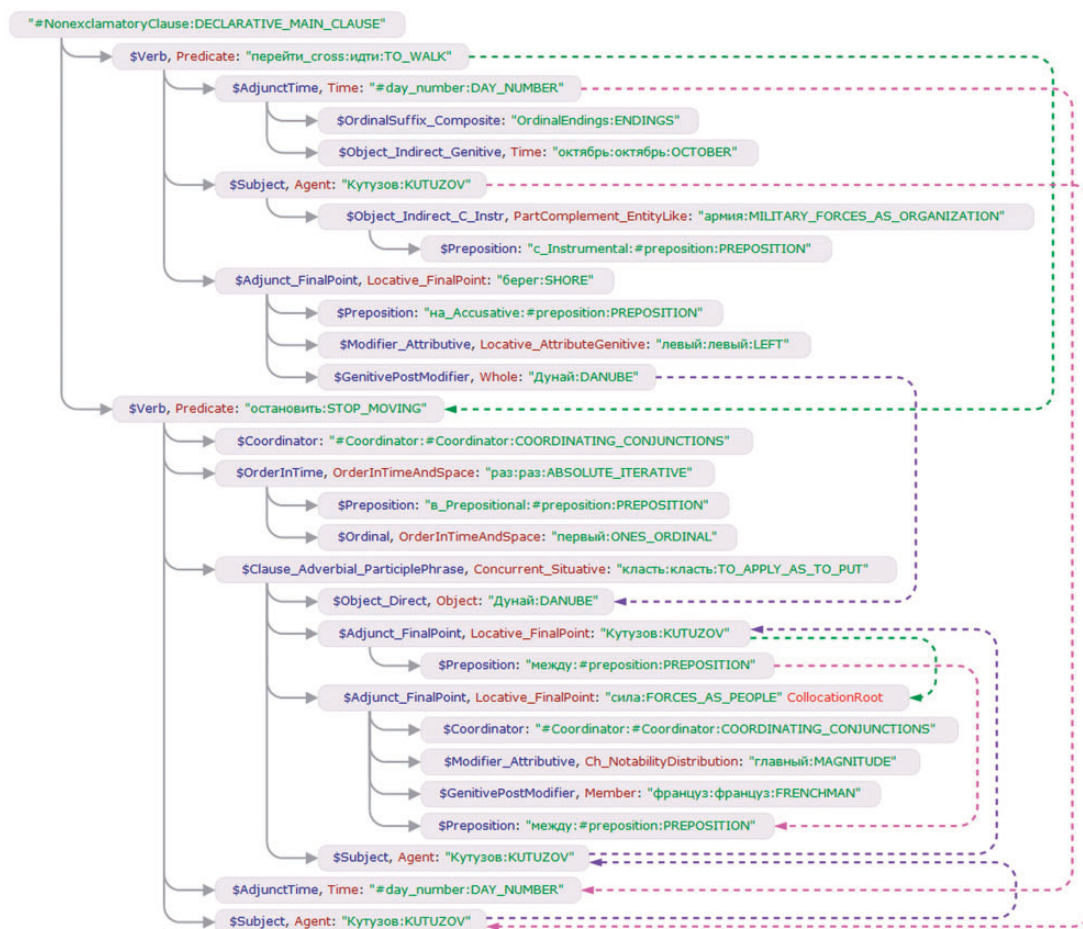 "#NonexclamatoryClause:DECLARATIVE_MAIN_CLAUSE"
$Verb, Predicate: "перейти_cross:идти:TO_WALK"
$AdjunctTime, Time: "#day_number:DAY_NUMBER"
$OrdinalSuffix_Composite: "OrdinalEndings:ENDINGS"
$Object_Indirect_Genitive, Time: "октябрь:октябрь:OCTOBER"
$Subject, Agent: "Кутузов:KUTUZOV"
$Object_Indirect_C_Instr, PartComplement_EntityLike: "армия:MILITARY_FORCES_AS_ORGANIZATION"
$Preposition: "с_Instrumental:#preposition:PREPOSITION"
$Adjunct_FinalPoint, Locative_FinalPoint: "берег:SHORE"
$Preposition: "на_Accusative:#preposition:PREPOSITION"
$Modifier_Attributive, Locative_AttributeGenitive: "левый:левый:LEFT"
$GenitivePostModifier, Whole: "Дунай:DANUBE"
$Verb, Predicate: "остановить:STOP_MOVING"
$Coordinator: "#Coordinator:#Coordinator:COORDINATING_CONJUNCTIONS"
$OrderInTime, OrderInTimeAndSpace: "раз:раз:ABSOLUTE_ITERATIVE"
$Preposition: "в_Prepositional:#preposition:PREPOSITION"
$Ordinal, OrderInTimeAndSpace: "первый:ONES_ORDINAL"
$Clause_Adverbial_ParticiplePhrase, Concurrent_Situative: "класть:класть:TO_APPLY_AS_TO_PUT"
$Object_Direct, Object: "Дунай:DANUBE"
$Adjunct_FinalPoint, Locative_FinalPoint: "Кутузов:KUTUZOV"
$Preposition: "между:#preposition:PREPOSITION"
$Adjunct_FinalPoint, Locative_FinalPoint: "сила:FORCES_AS_PEOPLE" CollocationRoot
$Coordinator: "#Coordinator:#Coordinator:COORDINATING_CONJUNCTIONS"
$Modifier_Attributive, Ch_NotabilityDistribution: "главный:MAGNITUDE"
$GenitivePostModifier, Member: "француз:француз:FRENCHMAN"
$Preposition: "между:#preposition:PREPOSITION"
$Subject, Agent: "Кутузов:KUTUZOV"
$AdjunctTime, Time: "#day_number:DAY_NUMBER"
$Subject, Agent: "Кутузов:KUTUZOV"